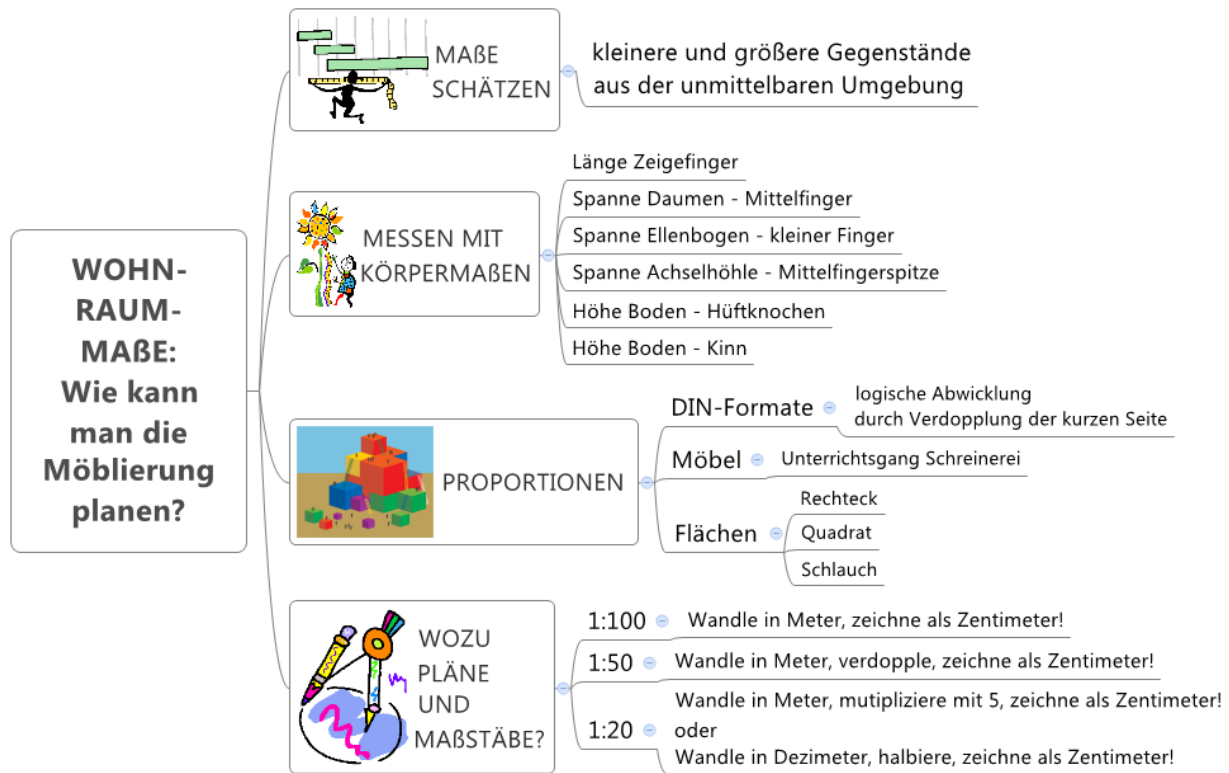 WOHN-
RAUM-
MAßE:
Wie kann
man die
Möblierung
planen?
MAßE
SCHÄTZEN
kleinere und größere Gegenstände
aus der unmittelbaren Umgebung
MESSEN MIT
KÖRPERMAßEN
Länge Zeigefinger
Spanne Daumen - Mittelfinger
Spanne Ellenbogen - kleiner Finger
Spanne Achselhöhle - Mittelfingerspitze
Höhe Boden - Hüftknochen
Höhe Boden - Kinn
PROPORTIONEN
DIN-Formate
logische Abwicklung
durch Verdopplung der kurzen Seite
Möbel
Unterrichtsgang Schreinerei
Flächen
Rechteck
Quadrat
Schlauch
WOZU
PLÄNE
UND
MAßSTÄBE?
1:100
Wandle in Meter, zeichne als Zentimeter!
1:50
Wandle in Meter, verdopple, zeichne als Zentimeter!
1:20
Wandle in Meter, mutipliziere mit 5, zeichne als Zentimeter!
oder
Wandle in Dezimeter, halbiere, zeichne als Zentimeter!